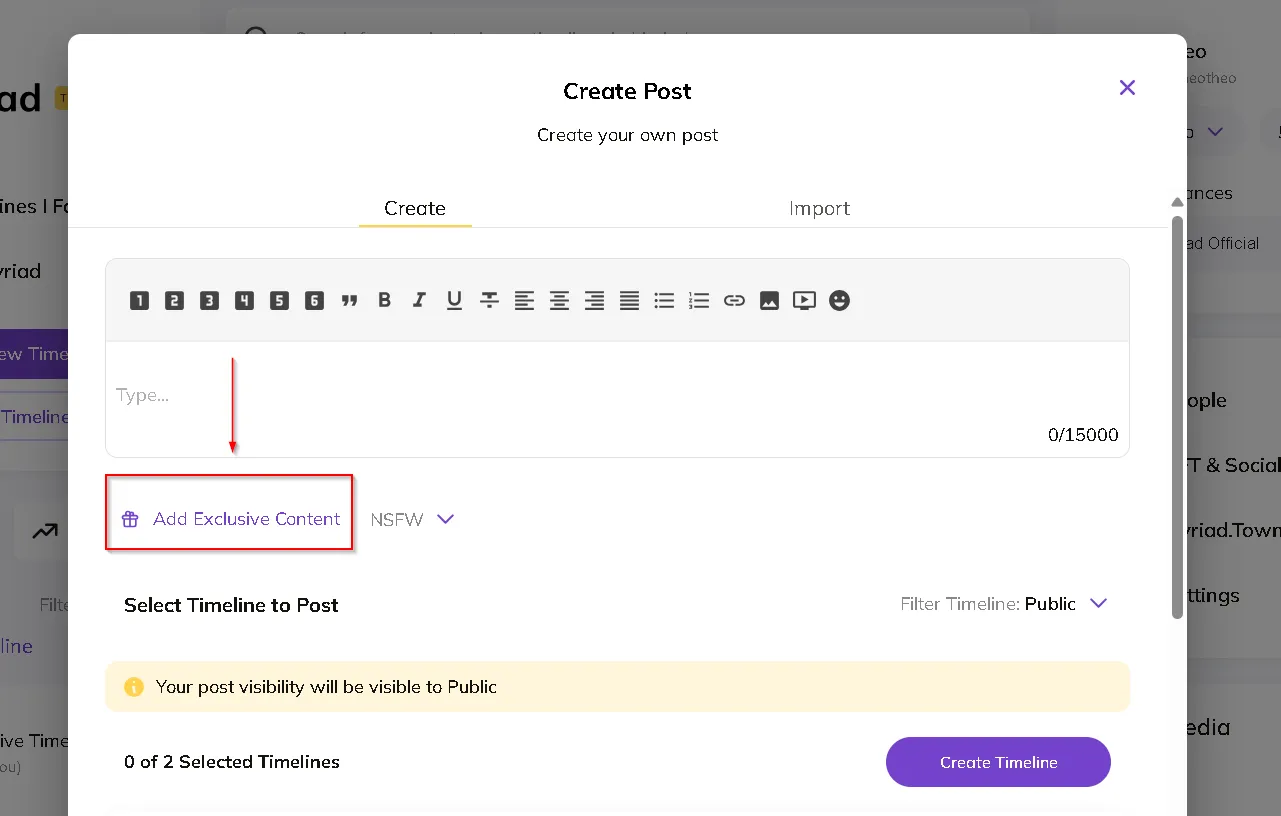 eo
Create Post
eotheo
ad
Create your own post
ines I Fo
Create
Import
ances
ad Official
yriad
1 2 3 4 5 6 B I U
ew Time
Type...
ople
Timeline
0/15000
T & Social
Add Exclusive Content
NSFW
yriad.Town
Filte
Select Timeline to Post
Filter Timeline: Public
ttings
line
Your post visibility will be visible to Public
edia
ive Time
ou)
0 of 2 Selected Timelines
Create Timeline